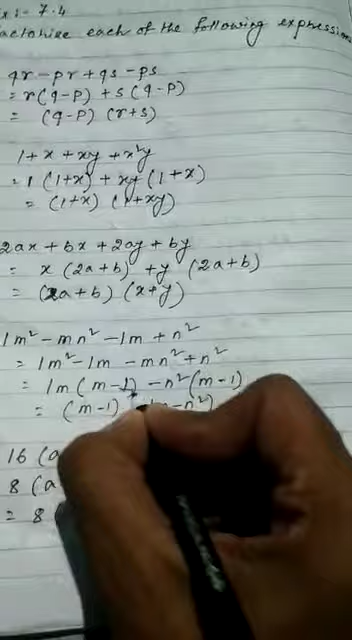 x:- 7.4
actorise each of the following expression
qr - pr + qs - ps
= r(q-p) + s (q-p)
= (q-p) (r+s)
1 + x + xy + x²y
= 1 (1+x) + xy (1+x)
= (1+x) (1+xy)
2ax + bx + 2ay + by
= x (2a+b) + y (2a+b)
= (2a+b) (x+y)
lm² - mn² - lm + n²
= lm² - lm - mn² + n²
= lm (m-1) - n² (m-1)
= (m-1) - n²)
16 (a
8 (a
= 8